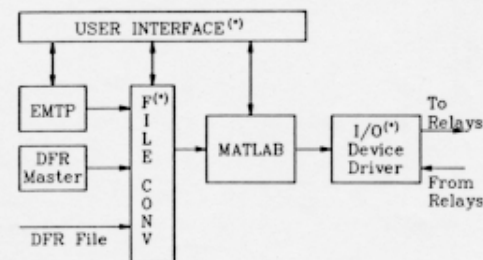 USER INTERFACE(*)
EMTP
DFR
Master
DFR File
F(*)
I
L
E
C
O
N
V
MATLAB
I/O(*)
Device
Driver
To
Relays
From
Relays